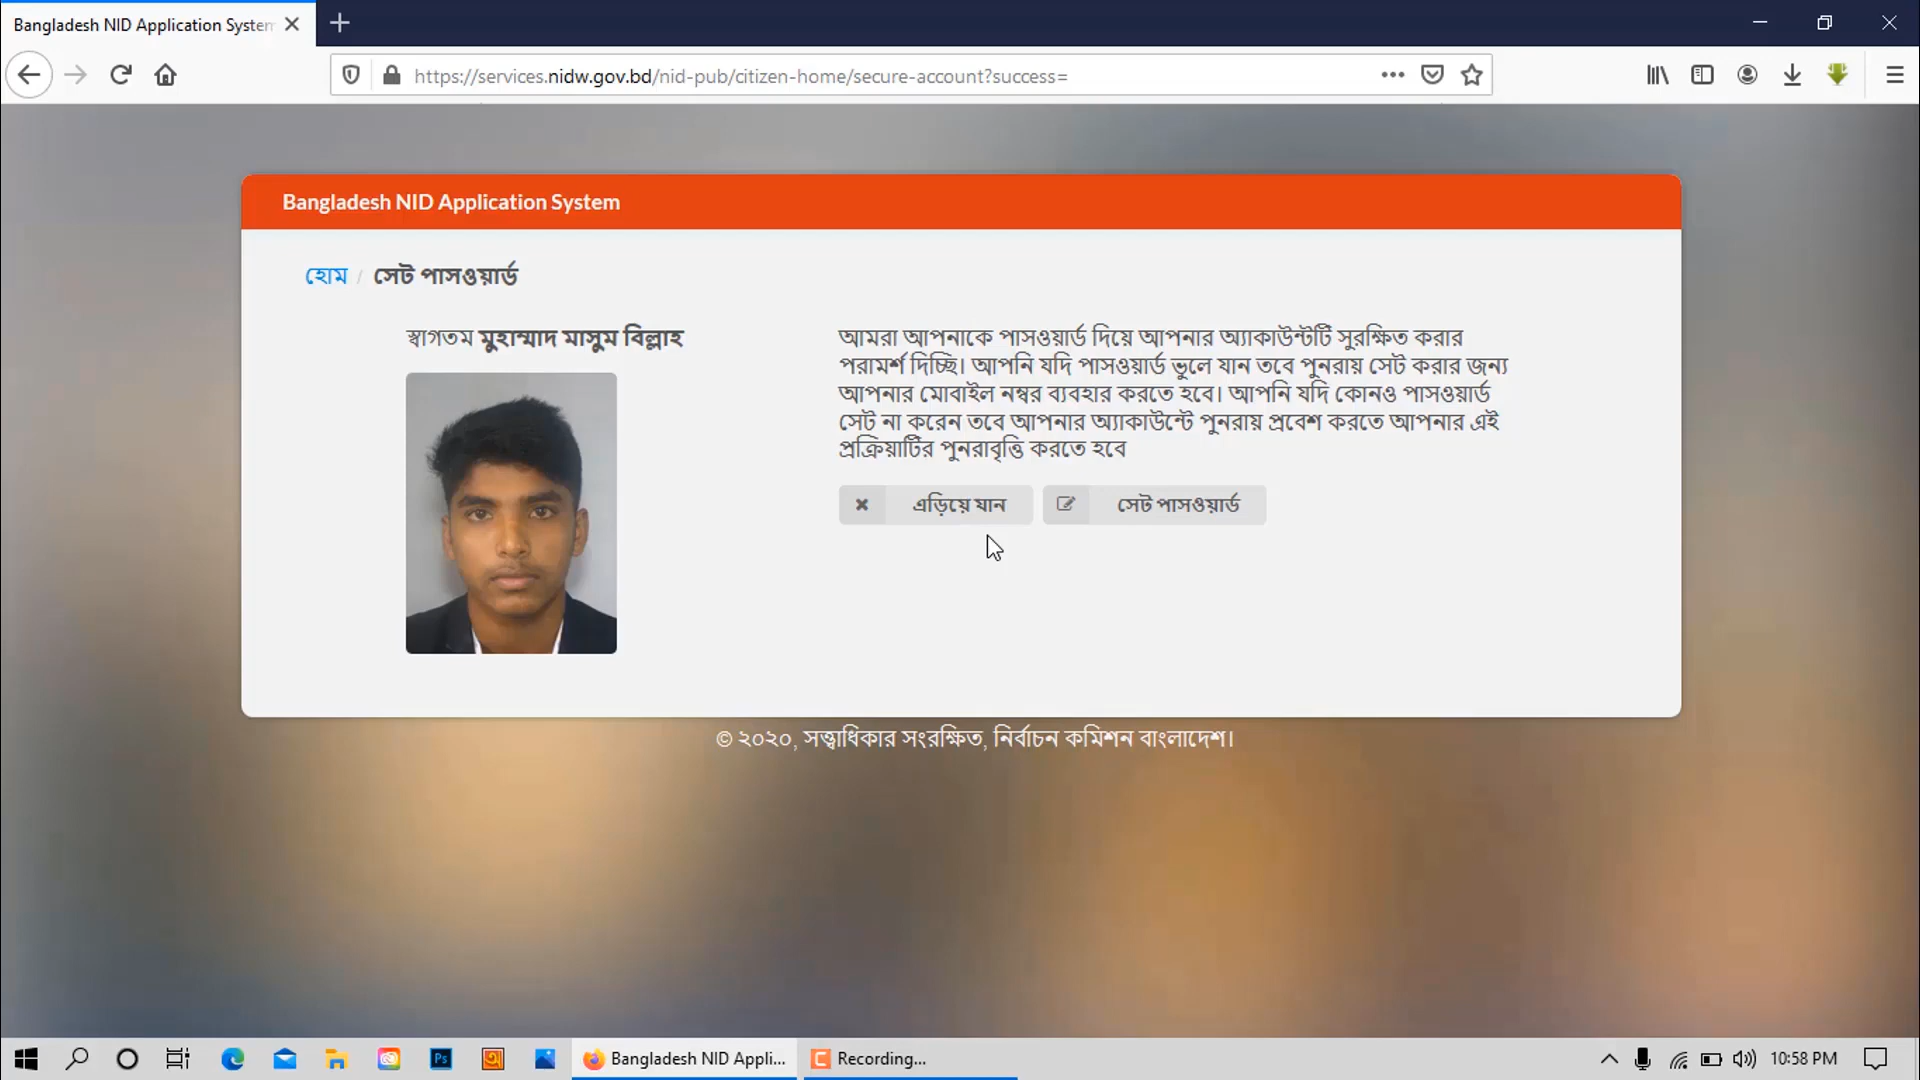 Bangladesh NID Application System
https://services.nidw.gov.bd/nid-pub/citizen-home/secure-account?success=
Bangladesh NID Application System
হোম / সেট পাসওয়ার্ড
স্বাগতম মুহাম্মাদ মাসুম বিল্লাহ
আমরা আপনাকে পাসওয়ার্ড দিয়ে আপনার অ্যাকাউন্টটি সুরক্ষিত করার
পরামর্শ দিচ্ছি। আপনি যদি পাসওয়ার্ড ভুলে যান তবে পুনরায় সেট করার জন্য
আপনার মোবাইল নম্বর ব্যবহার করতে হবে। আপনি যদি কোনও পাসওয়ার্ড
সেট না করেন তবে আপনার অ্যাকাউন্টে পুনরায় প্রবেশ করতে আপনার এই
প্রক্রিয়াটির পুনরাবৃত্তি করতে হবে
এড়িয়ে যান
সেট পাসওয়ার্ড
© ২০২০, সত্ত্বাধিকার সংরক্ষিত, নির্বাচন কমিশন বাংলাদেশ।
Ps
Bangladesh NID Appli...
Recording...
10:58 PM